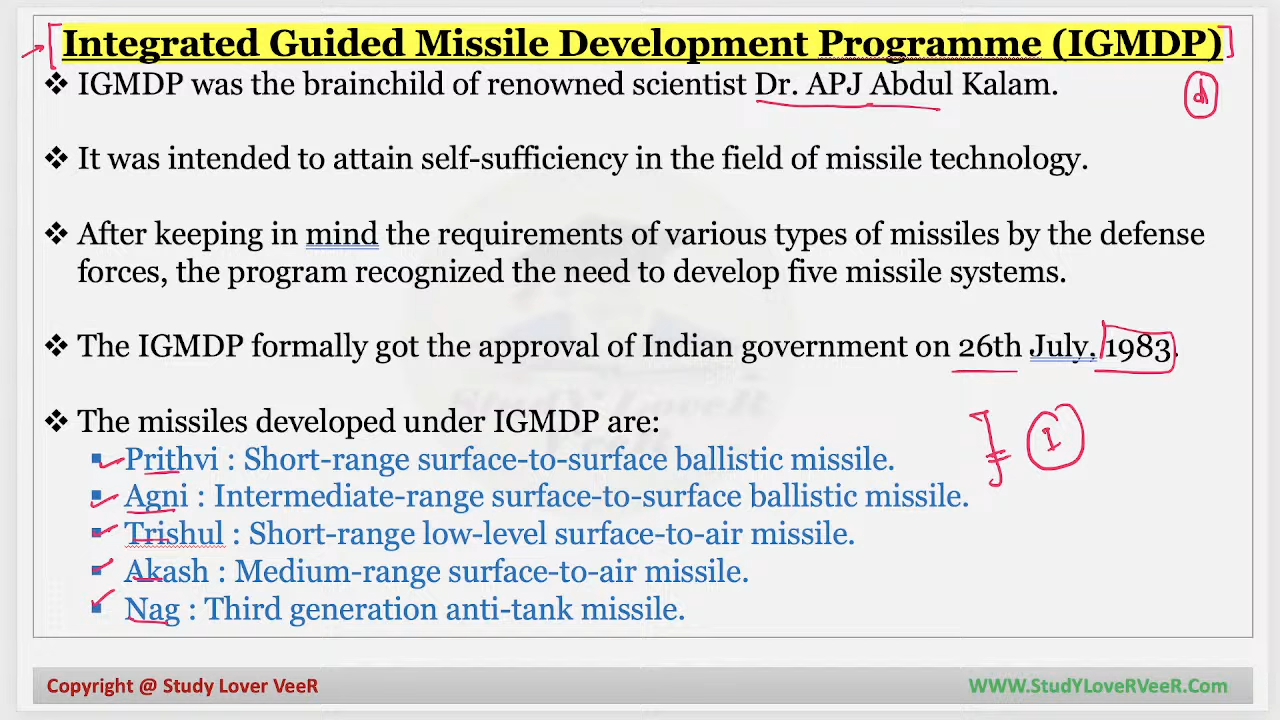 Integrated Guided Missile Development Programme (IGMDP)
❖ IGMDP was the brainchild of renowned scientist Dr. APJ Abdul Kalam.
❖ It was intended to attain self-sufficiency in the field of missile technology.
❖ After keeping in mind the requirements of various types of missiles by the defense
forces, the program recognized the need to develop five missile systems.
❖ The IGMDP formally got the approval of Indian government on 26th July, 1983.
StudY LoveR
VeeR
❖ The missiles developed under IGMDP are:
▪ Prithvi : Short-range surface-to-surface ballistic missile.
▪ Agni : Intermediate-range surface-to-surface ballistic missile.
▪ Trishul : Short-range low-level surface-to-air missile.
▪ Akash : Medium-range surface-to-air missile.
▪ Nag : Third generation anti-tank missile.
I
Copyright @ Study Lover VeeR
WWW.StudYLoveRVeeR.Com